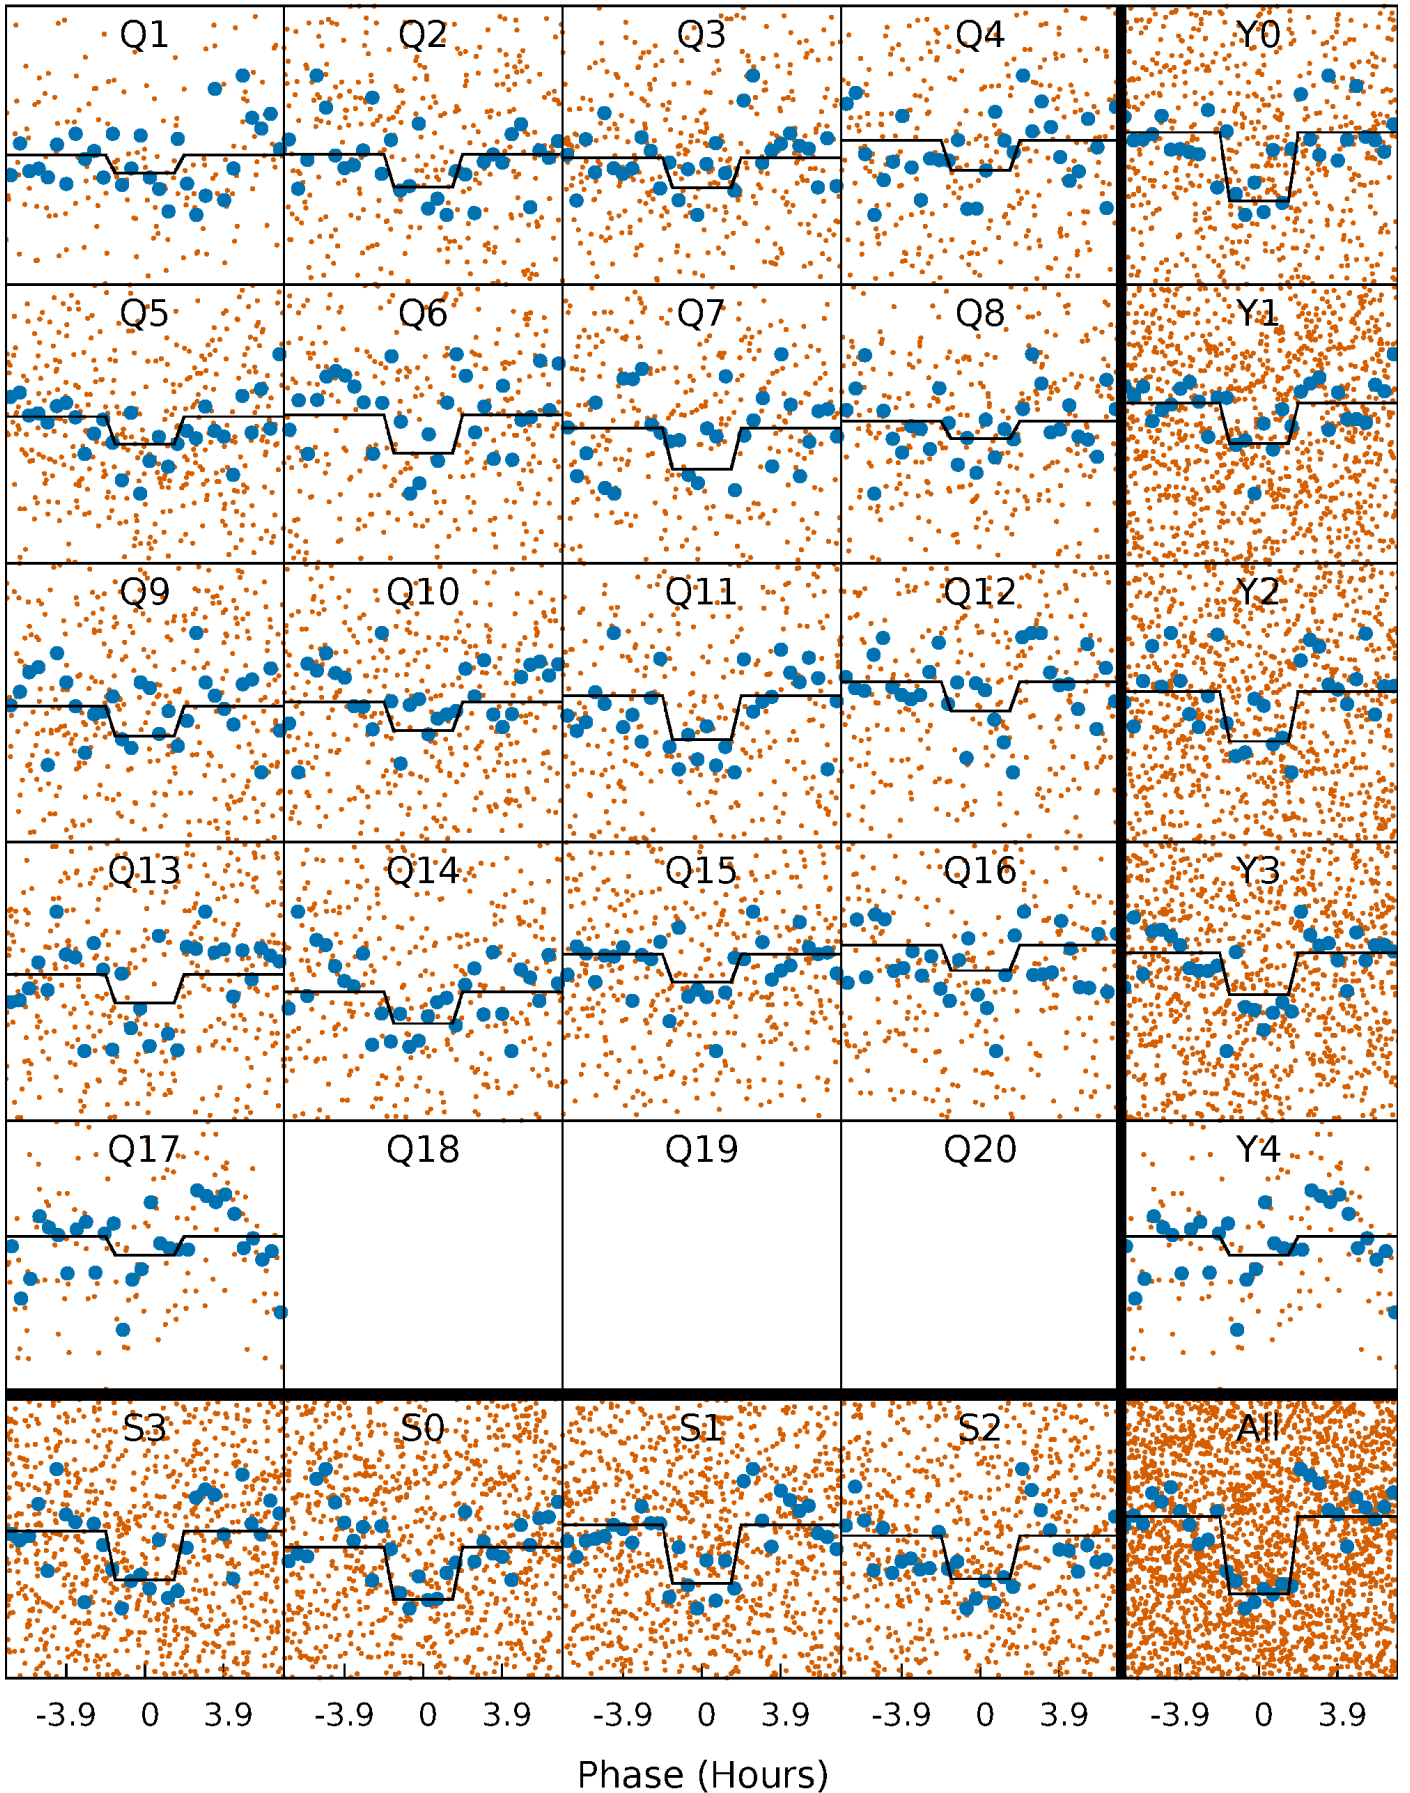 Q1 Q2 Q3 Q4 Y0
Q5 Q6 Q7 Q8 Y1
Q9 Q10 Q11 Q12 Y2
Q13 Q14 Q15 Q16 Y3
Q17 Q18 Q19 Q20 Y4
S3 S0 S1 S2 All
-3.9 0 3.9 -3.9 0 3.9 -3.9 0 3.9 -3.9 0 3.9 -3.9 0 3.9
Phase (Hours)